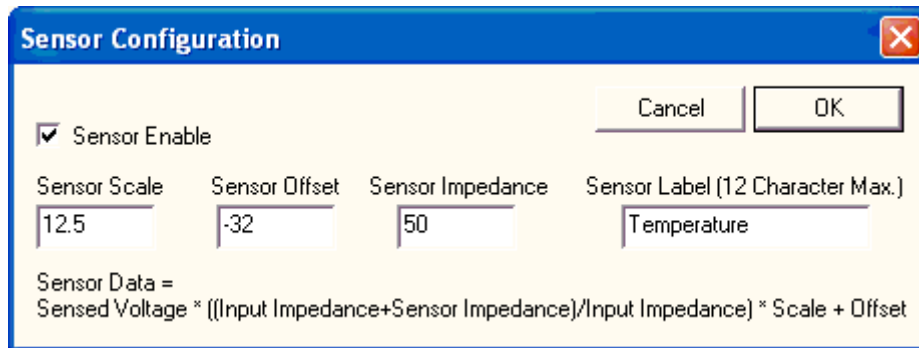 Sensor Configuration
Cancel OK
Sensor Enable
Sensor Scale Sensor Offset Sensor Impedance Sensor Label (12 Character Max.)
12.5 -32 50 Temperature
Sensor Data =
Sensed Voltage * ((Input Impedance+Sensor Impedance)/Input Impedance) * Scale + Offset